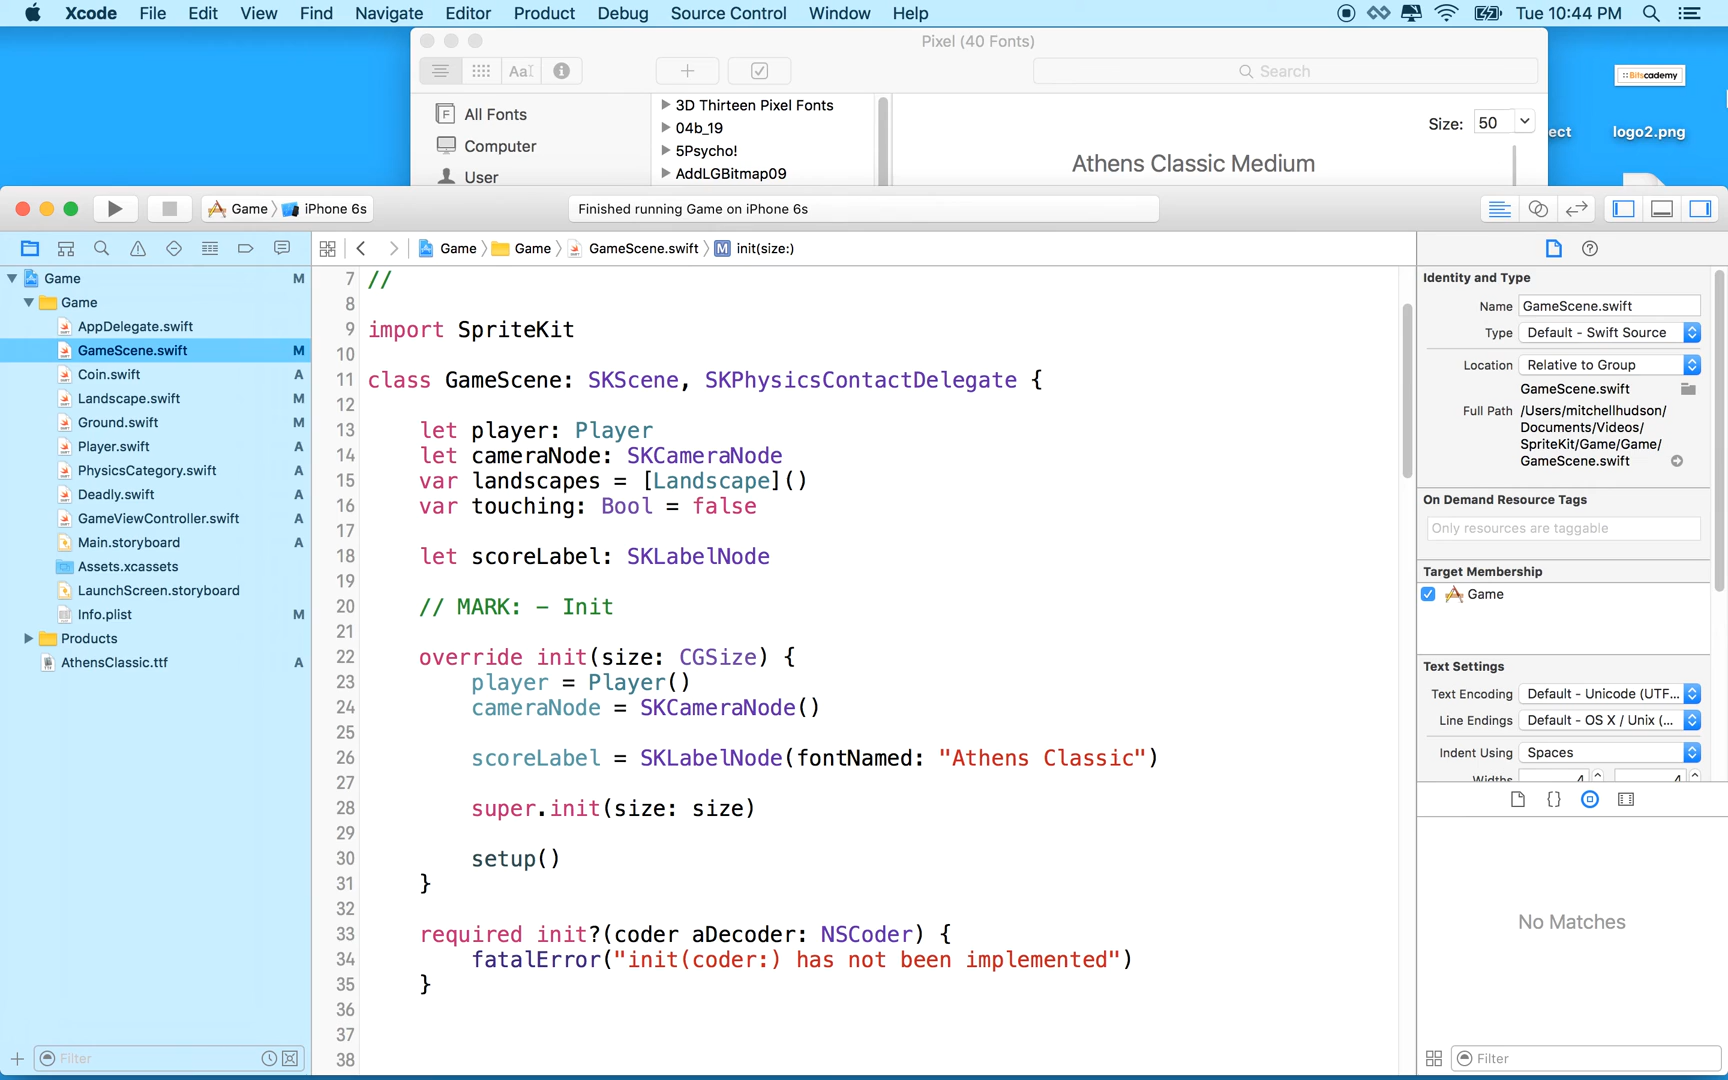 Xcode File Edit View Find Navigate Editor Product Debug Source Control Window Help Tue 10:44 PM
Pixel (40 Fonts)
Search
All Fonts
Computer
User
3D Thirteen Pixel Fonts
04b_19
5Psycho!
AddLGBitmap09
Size: 50
Athens Classic Medium
::Bitscademy
ect
logo2.png
Game iPhone 6s
Finished running Game on iPhone 6s
Game Game GameScene.swift M init(size:)
Game M
Game
AppDelegate.swift
GameScene.swift M
Coin.swift A
Landscape.swift M
Ground.swift M
Player.swift A
PhysicsCategory.swift A
Deadly.swift A
GameViewController.swift A
Main.storyboard A
Assets.xcassets
LaunchScreen.storyboard
Info.plist M
Products
AthensClassic.ttf A
Filter
7 //
8
9 import SpriteKit
10
11 class GameScene: SKScene, SKPhysicsContactDelegate {
12
13 let player: Player
14 let cameraNode: SKCameraNode
15 var landscapes = [Landscape]()
16 var touching: Bool = false
17
18 let scoreLabel: SKLabelNode
19
20 // MARK: - Init
21
22 override init(size: CGSize) {
23 player = Player()
24 cameraNode = SKCameraNode()
25
26 scoreLabel = SKLabelNode(fontNamed: "Athens Classic")
27
28 super.init(size: size)
29
30 setup()
31 }
32
33 required init?(coder aDecoder: NSCoder) {
34 fatalError("init(coder:) has not been implemented")
35 }
36
37
38
Identity and Type
Name GameScene.swift
Type Default - Swift Source
Location Relative to Group
GameScene.swift
Full Path /Users/mitchellhudson/
Documents/Videos/
SpriteKit/Game/Game/
GameScene.swift
On Demand Resource Tags
Only resources are taggable
Target Membership
Game
Text Settings
Text Encoding Default - Unicode (UTF...
Line Endings Default - OS X / Unix (...
Indent Using Spaces
Widths 4 4
No Matches
Filter